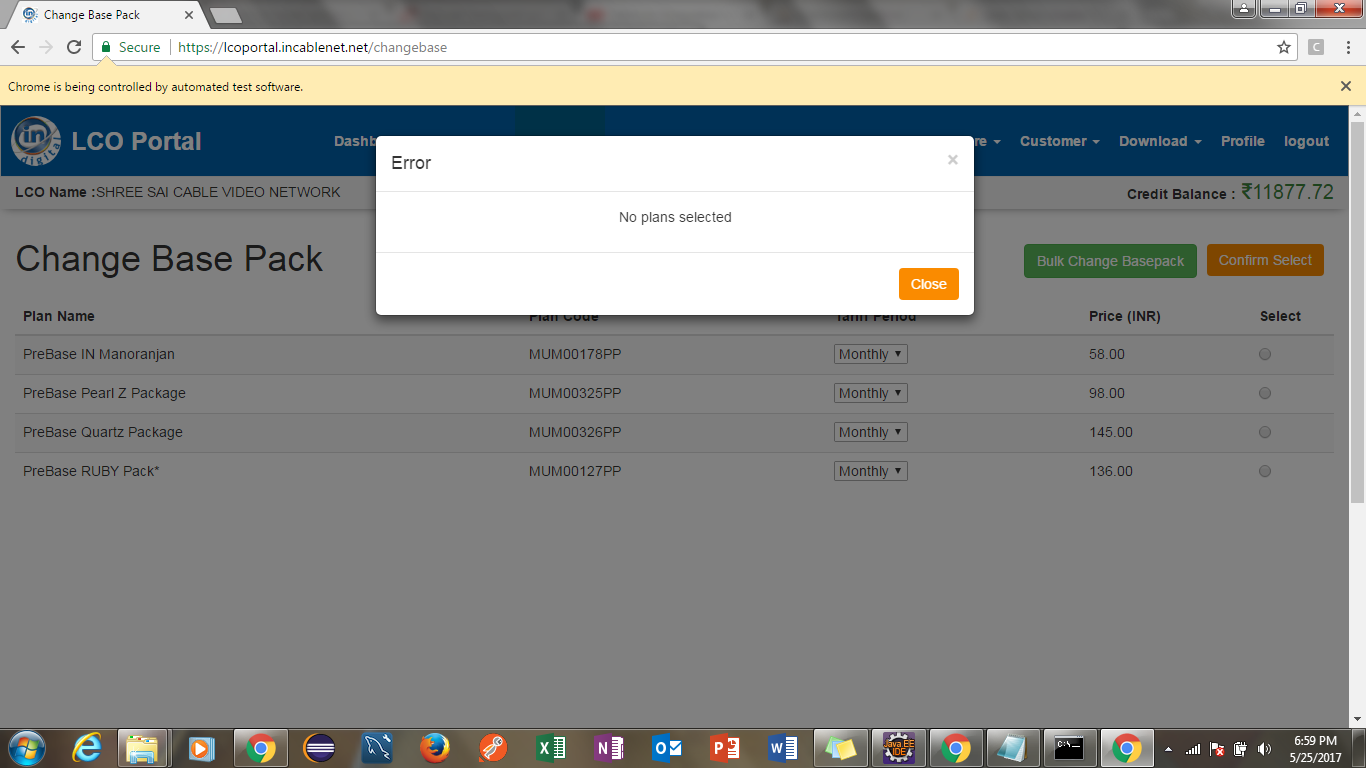 Change Base Pack
Secure https://lcoportal.incablenet.net/changebase
Chrome is being controlled by automated test software.
in digital LCO Portal
Customer Download Profile logout
LCO Name :SHREE SAI CABLE VIDEO NETWORK
Credit Balance : ₹11877.72
Error ×
No plans selected
Close
Change Base Pack
Bulk Change Basepack Confirm Select
Plan Name Plan Code Tariff Period Price (INR) Select
PreBase IN Manoranjan MUM00178PP Monthly 58.00
PreBase Pearl Z Package MUM00325PP Monthly 98.00
PreBase Quartz Package MUM00326PP Monthly 145.00
PreBase RUBY Pack* MUM00127PP Monthly 136.00
Java EE IDE
C:\
6:59 PM
5/25/2017